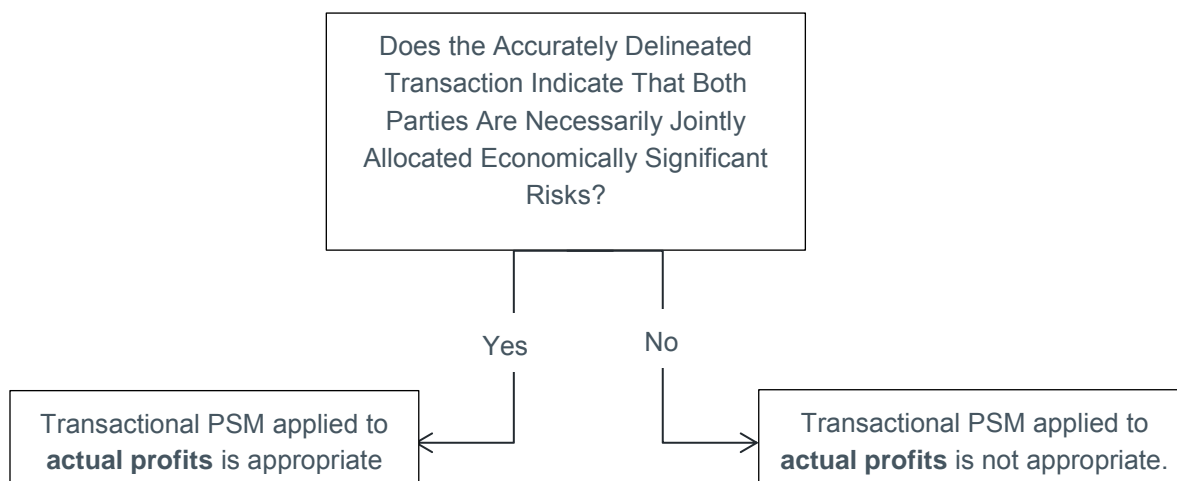 Does the Accurately Delineated
Transaction Indicate That Both
Parties Are Necessarily Jointly
Allocated Economically Significant
Risks?
Yes
No
Transactional PSM applied to
actual profits is appropriate
Transactional PSM applied to
actual profits is not appropriate.